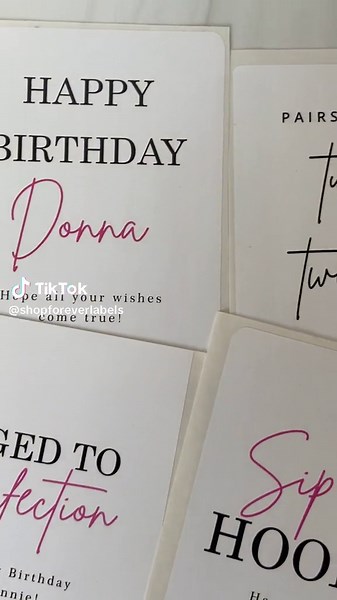 HAPPY
BIRTHDAY
Donna
Hope all your wishes
come true!
PAIRS
TikTok
@shopforeverlabels
GED TO
fection
Birthday
nnie!
Sip
HOO